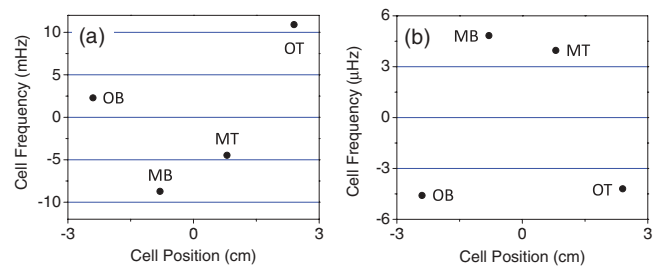 (a)
Cell Frequency (mHz)
10
5
0
-5
-10
OT
OB
MT
MB
-3
0
3
Cell Position (cm)
(b)
Cell Frequency (μHz)
6
3
0
-3
-6
MB
MT
OB
OT
-3
0
3
Cell Position (cm)